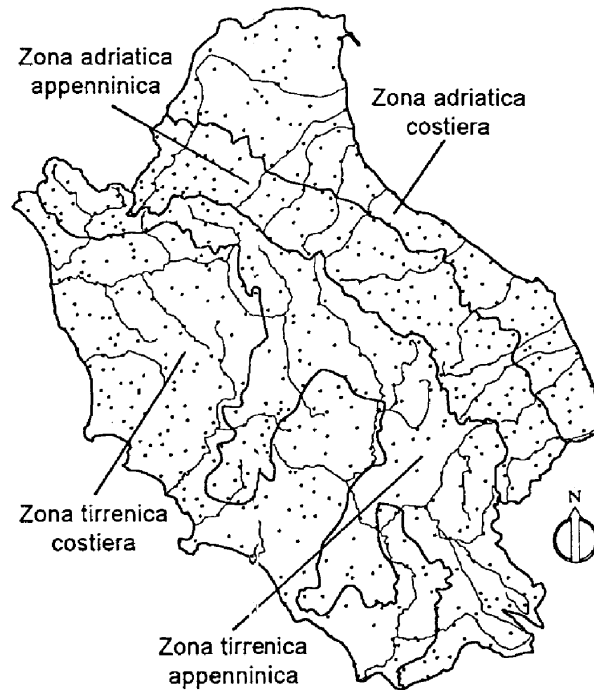 Zona adriatica
appenninica
Zona adriatica
costiera
Zona tirrenica
costiera
N
Zona tirrenica
appenninica